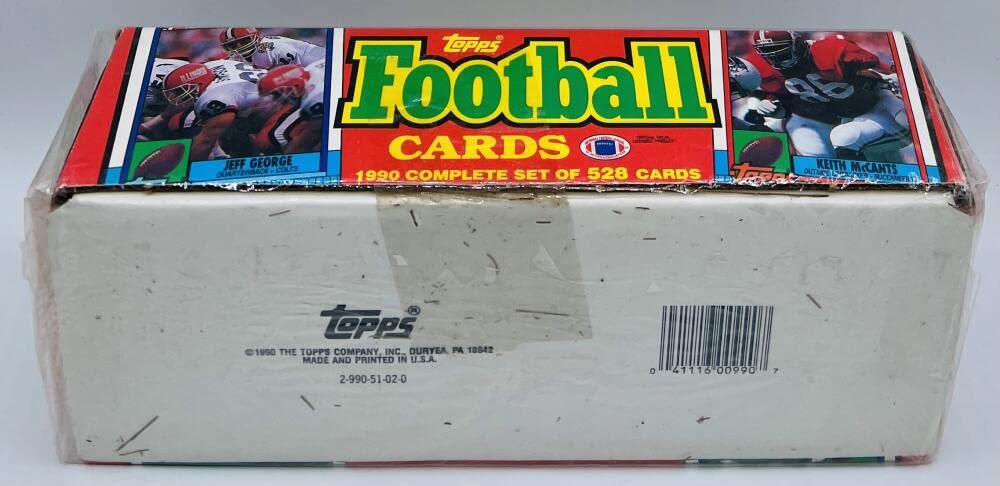 topps®
Football
CARDS
1990 COMPLETE SET OF 528 CARDS
ILLINOIS
JEFF GEORGE
QUARTERBACK - COLTS
86
KEITH McCANTS
Topps
topps®
©1990 THE TOPPS COMPANY, INC., DURYEA, PA 18642
MADE AND PRINTED IN U.S.A.
2-990-51-02-0
0 41116 00990 7